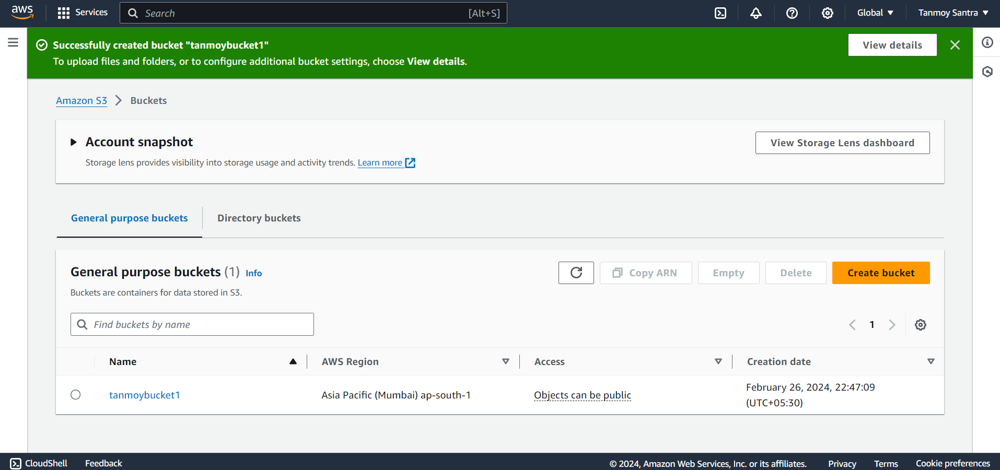 aws
Services
Search
[Alt+S]
Global
Tanmoy Santra
Successfully created bucket "tanmoybucket1"
To upload files and folders, or to configure additional bucket settings, choose View details.
View details
Amazon S3
Buckets
Account snapshot
Storage lens provides visibility into storage usage and activity trends. Learn more
View Storage Lens dashboard
General purpose buckets
Directory buckets
General purpose buckets (1) Info
Buckets are containers for data stored in S3.
Copy ARN
Empty
Delete
Create bucket
Find buckets by name
1
Name
AWS Region
Access
Creation date
tanmoybucket1
Asia Pacific (Mumbai) ap-south-1
Objects can be public
February 26, 2024, 22:47:09
(UTC+05:30)
CloudShell
Feedback
© 2024, Amazon Web Services, Inc. or its affiliates.
Privacy
Terms
Cookie preferences